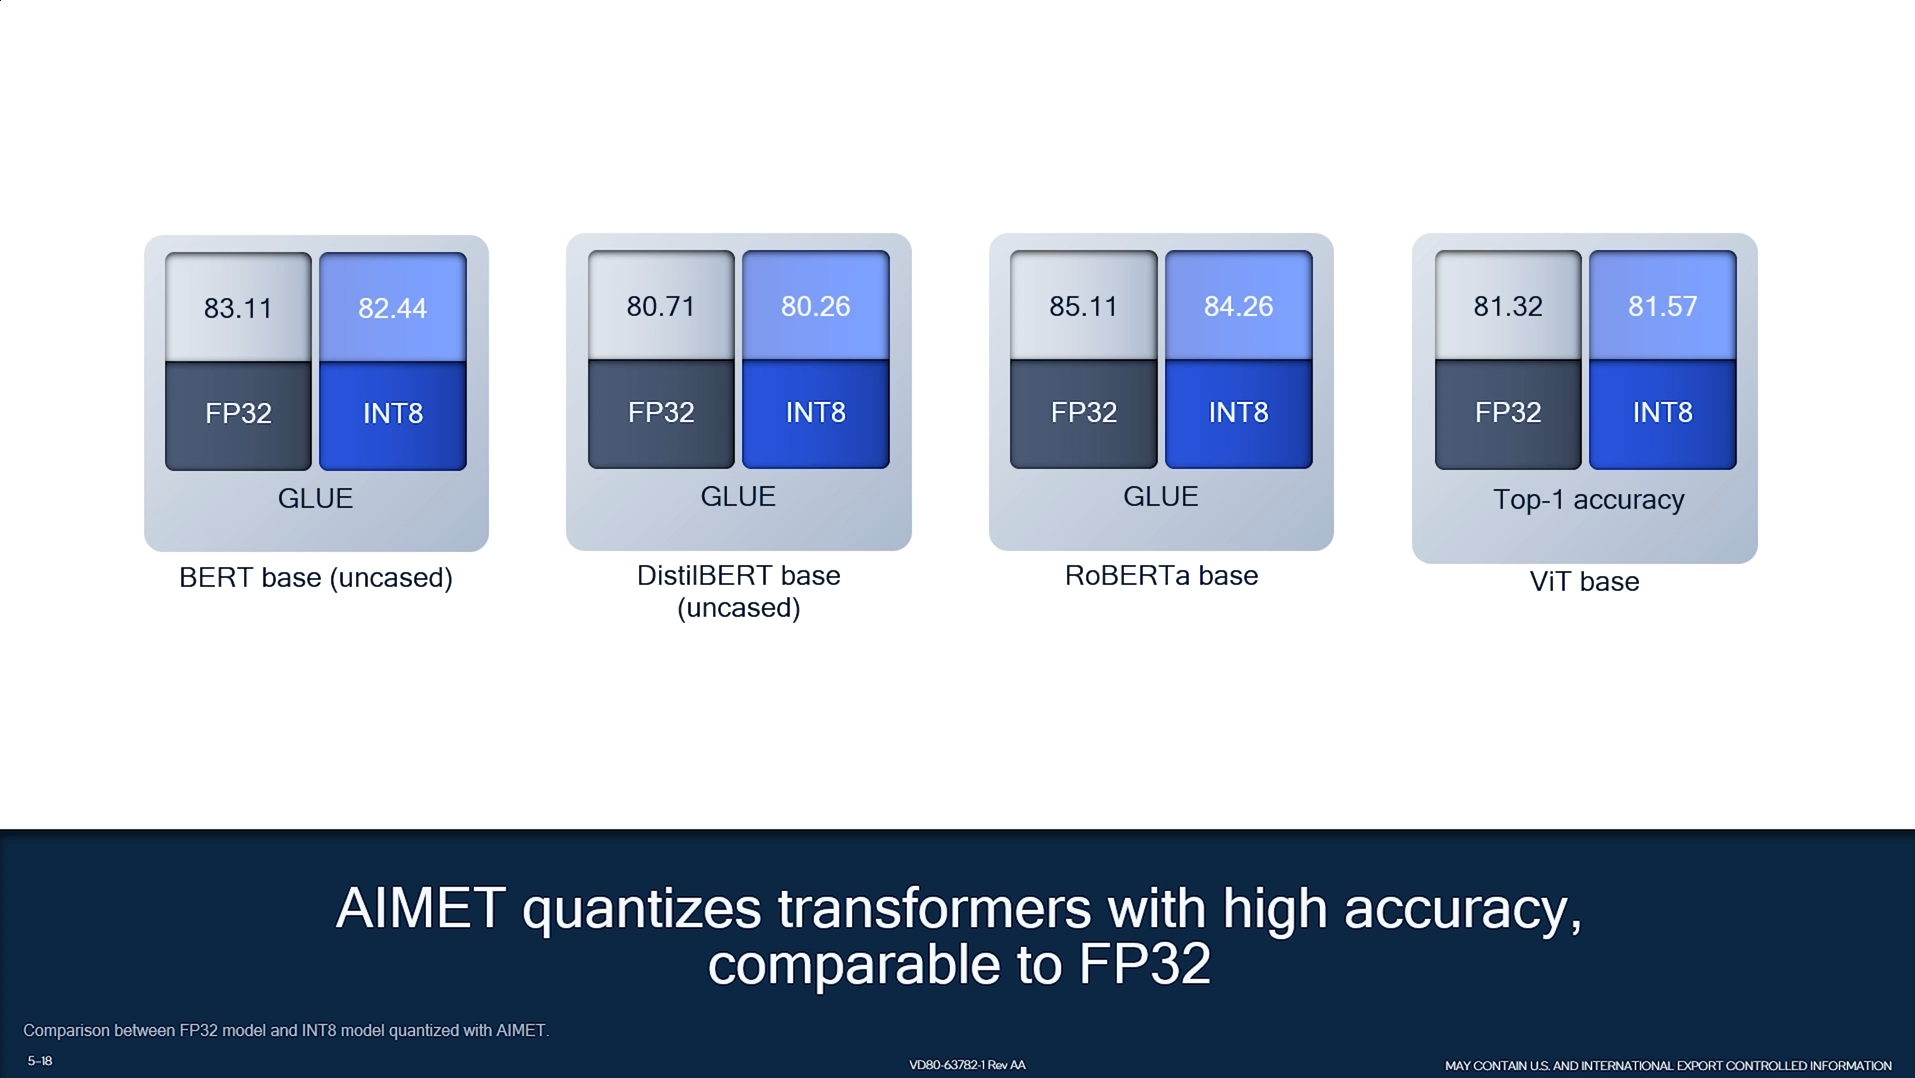 83.11 82.44
FP32 INT8
GLUE
BERT base (uncased)
80.71 80.26
FP32 INT8
GLUE
DistilBERT base
(uncased)
85.11 84.26
FP32 INT8
GLUE
RoBERTa base
81.32 81.57
FP32 INT8
Top-1 accuracy
ViT base
AIMET quantizes transformers with high accuracy,
comparable to FP32
Comparison between FP32 model and INT8 model quantized with AIMET.
5-18
VD80-63782-1 Rev AA
MAY CONTAIN U.S. AND INTERNATIONAL EXPORT CONTROLLED INFORMATION